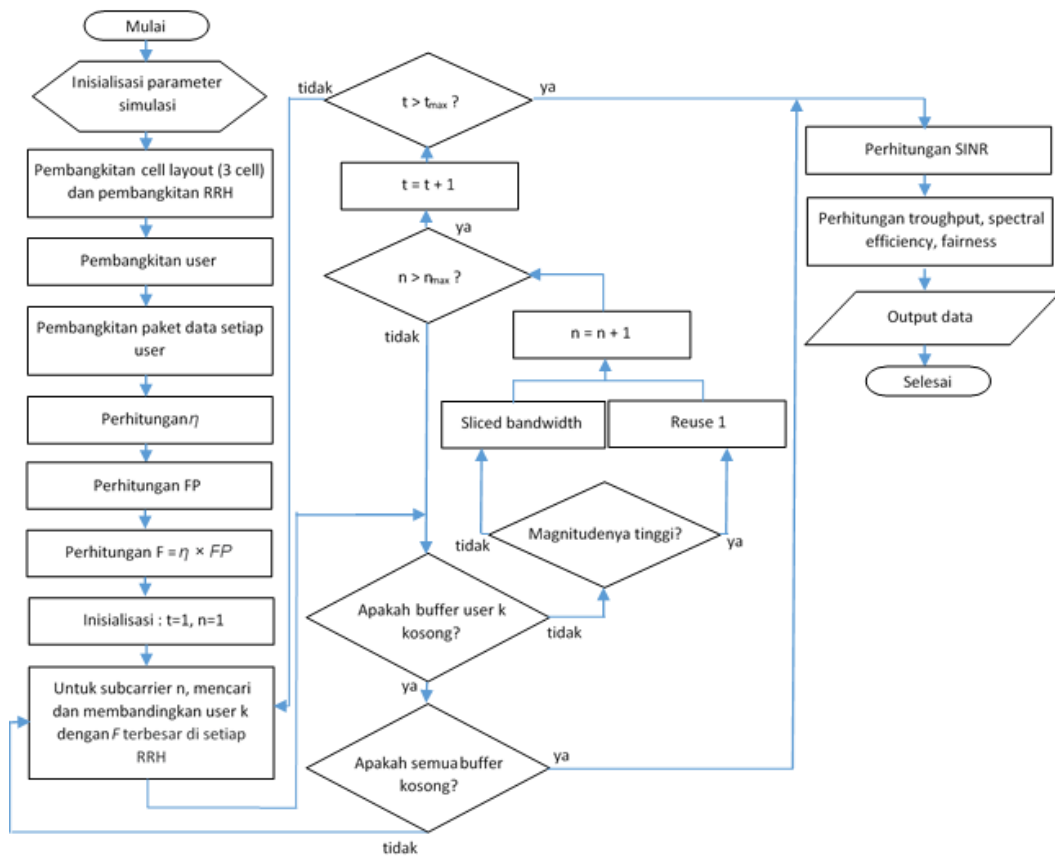 Mulai
Inisialisasi parameter
simulasi
Pembangkitan cell layout (3 cell)
dan pembangkitan RRH
Pembangkitan user
Pembangkitan paket data setiap
user
Perhitungan η
Perhitungan FP
Perhitungan F = η × FP
Inisialisasi : t=1, n=1
Untuk subcarrier n, mencari
dan membandingkan user k
dengan F terbesar di setiap
RRH
tidak
t > tmax ?
ya
t = t + 1
ya
n > nmax ?
tidak
n = n + 1
Sliced bandwidth
Reuse 1
Magnitudenya tinggi?
tidak
ya
Apakah buffer user k
kosong?
tidak
ya
Apakah semua buffer
kosong?
ya
tidak
Perhitungan SINR
Perhitungan troughput, spectral
efficiency, fairness
Output data
Selesai